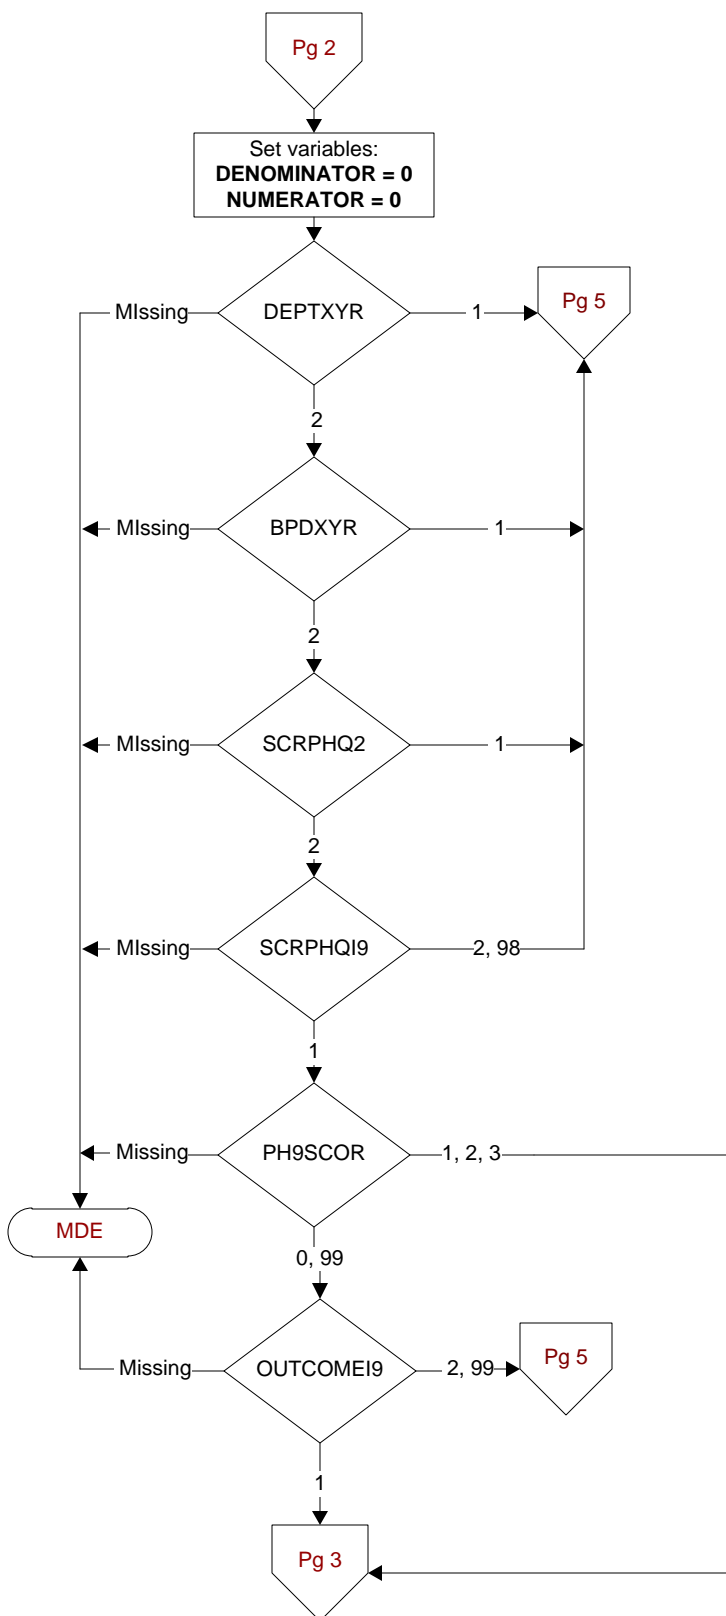 Pg 2
Set variables:
DENOMINATOR = 0
NUMERATOR = 0
MIssing
DEPTXYR
1
Pg 5
2
MIssing
BPDXYR
1
2
MIssing
SCRPHQ2
1
2
MIssing
SCRPHQI9
2, 98
1
Missing
PH9SCOR
1, 2, 3
MDE
0, 99
Missing
OUTCOMEI9
2, 99
Pg 5
1
Pg 3